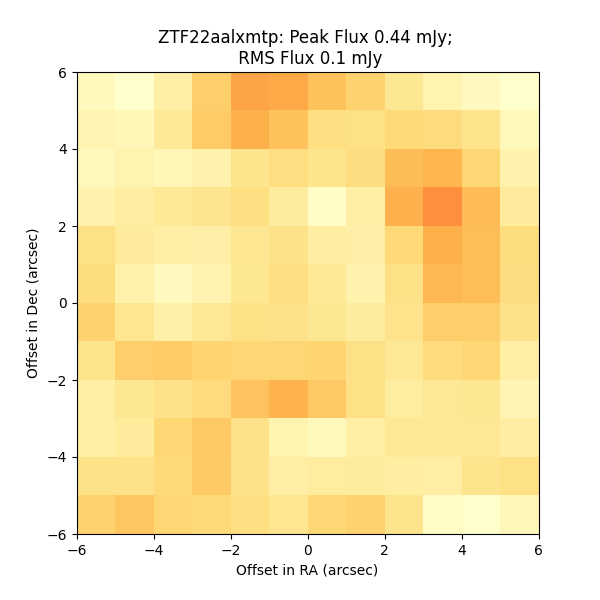 ZTF22aalxmtp: Peak Flux 0.44 mJy;
RMS Flux 0.1 mJy
6
4
2
0
−2
−4
−6
Offset in Dec (arcsec)
−6 −4 −2 0 2 4 6
Offset in RA (arcsec)